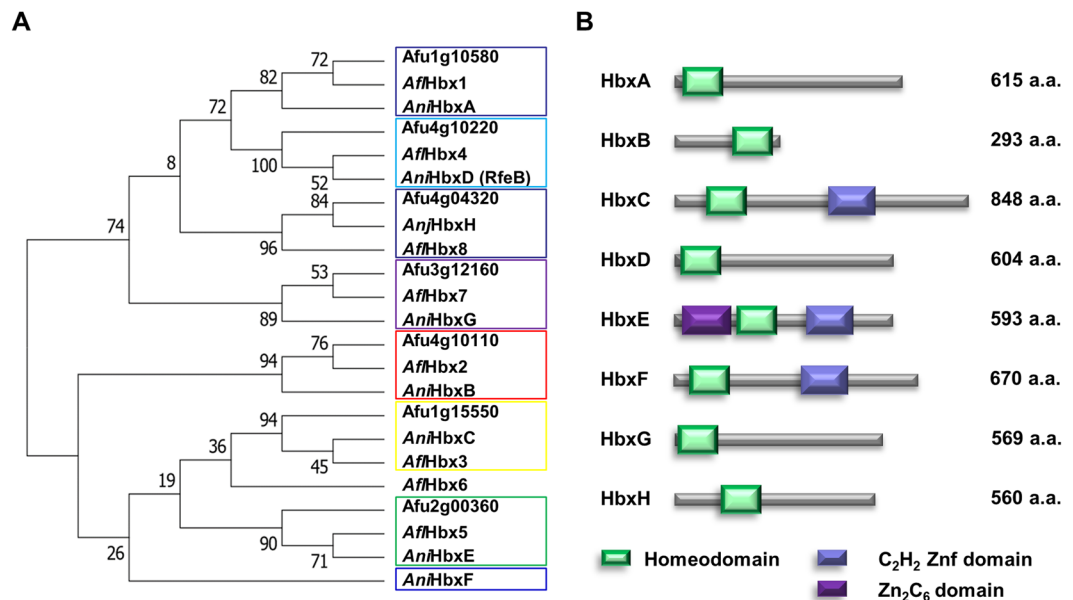 A
72
82
72
8
100
52
84
96
74
53
89
76
94
94
36
45
19
90
71
26
Afu1g10580
AflHbx1
AniHbxA
Afu4g10220
AflHbx4
AniHbxD (RfeB)
Afu4g04320
AnjHbxH
AflHbx8
Afu3g12160
AflHbx7
AniHbxG
Afu4g10110
AflHbx2
AniHbxB
Afu1g15550
AniHbxC
AflHbx3
AflHbx6
Afu2g00360
AflHbx5
AniHbxE
AniHbxF
B
HbxA 615 a.a.
HbxB 293 a.a.
HbxC 848 a.a.
HbxD 604 a.a.
HbxE 593 a.a.
HbxF 670 a.a.
HbxG 569 a.a.
HbxH 560 a.a.
Homeodomain
C₂H₂ Znf domain
Zn₂C₆ domain